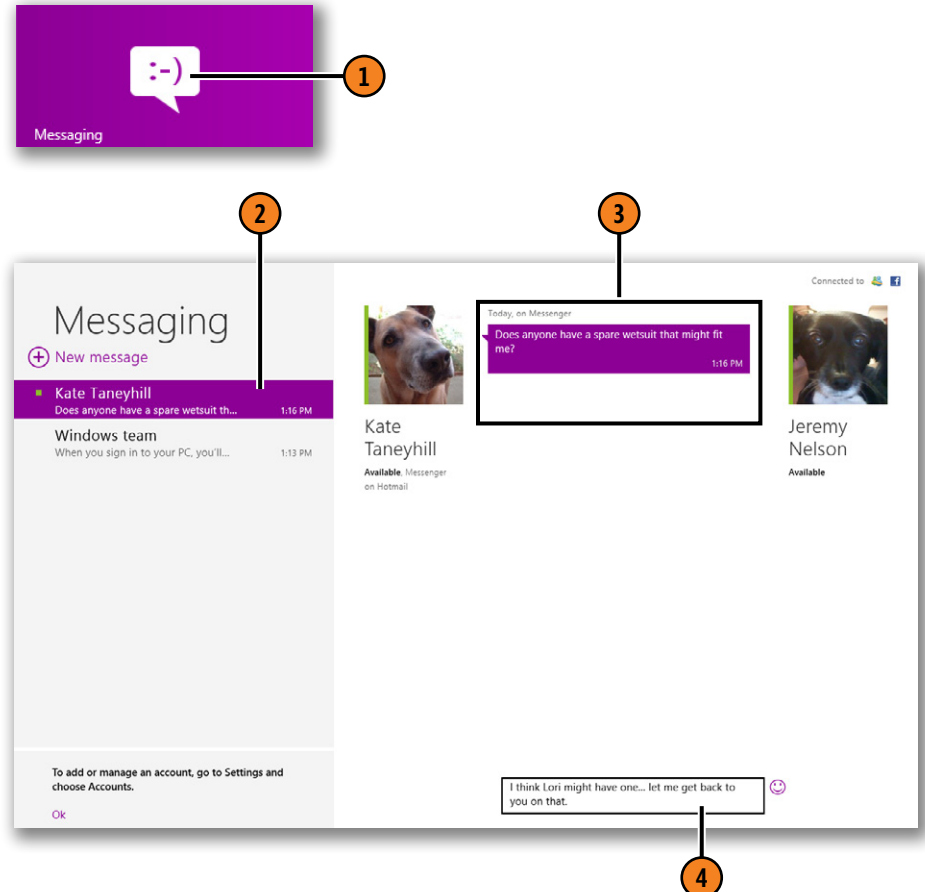 :-)
1
Messaging
2
3
Connected to
Messaging
New message
Kate Taneyhill
Does anyone have a spare wetsuit th... 1:16 PM
Windows team
When you sign in to your PC, you'll... 1:13 PM
To add or manage an account, go to Settings and
choose Accounts.
Ok
Kate
Taneyhill
Available, Messenger
on Hotmail
Today, on Messenger
Does anyone have a spare wetsuit that might fit
me?
1:16 PM
Jeremy
Nelson
Available
I think Lori might have one... let me get back to
you on that.
4